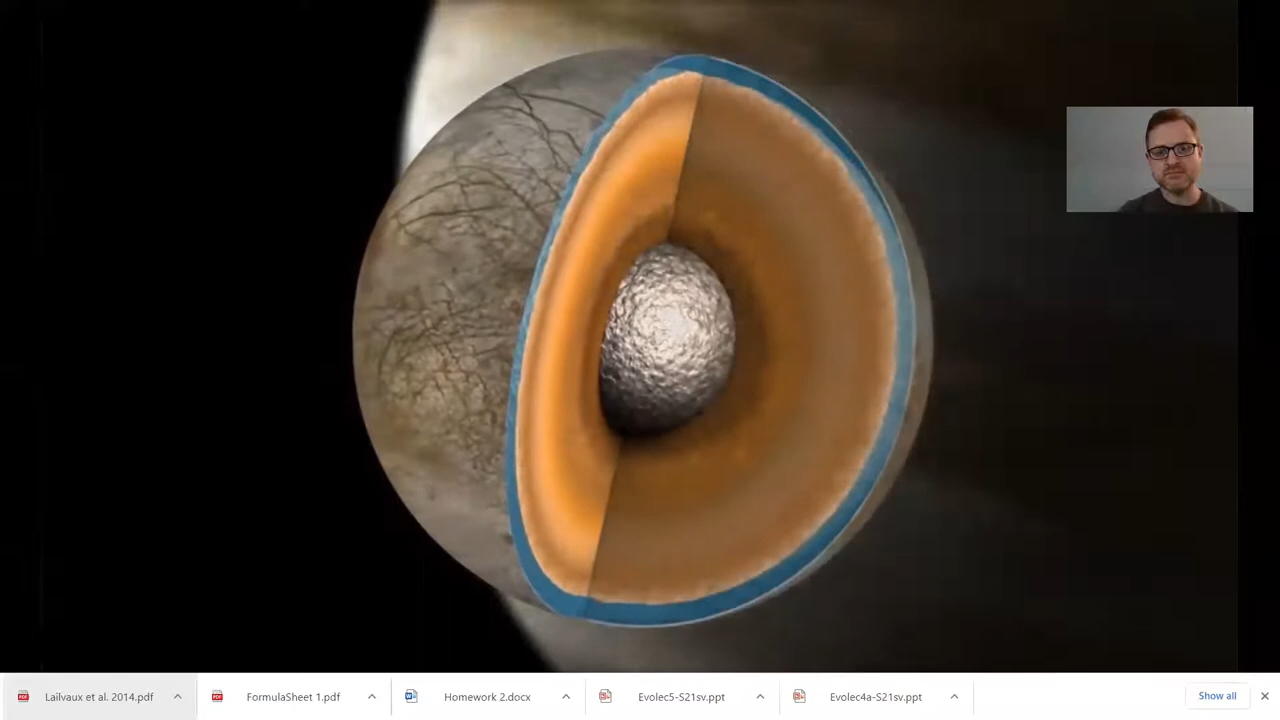 Lailvaux et al. 2014.pdf
FormulaSheet 1.pdf
Homework 2.docx
Evolec5-S21sv.ppt
Evolec4a-S21sv.ppt
Show all